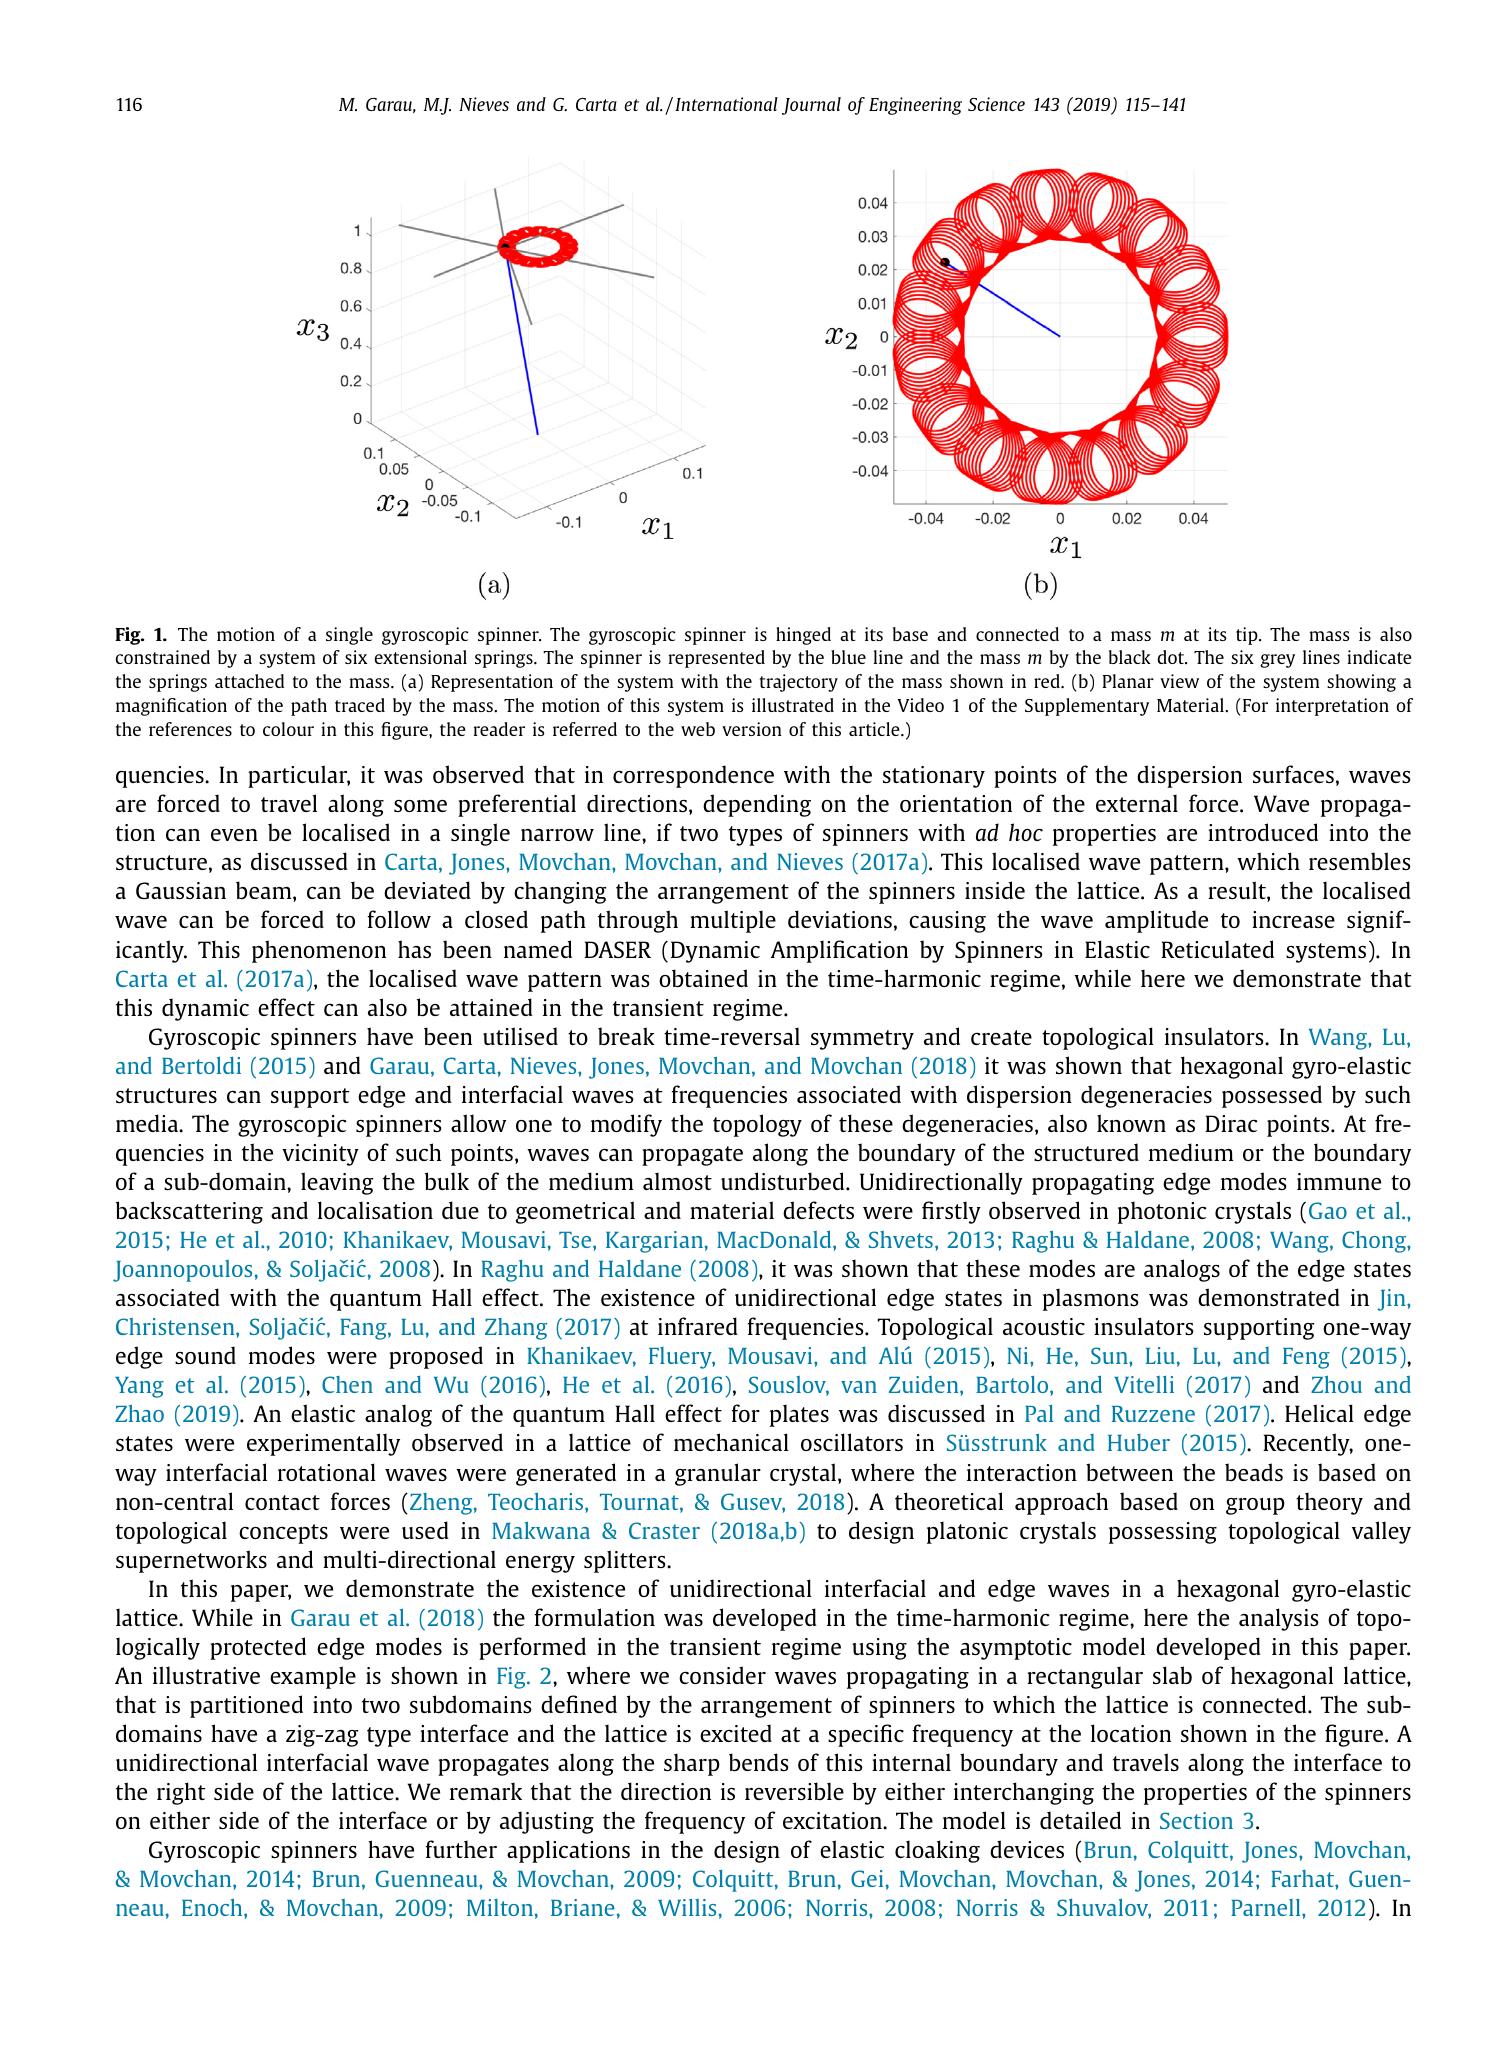 116
M. Garau, M.J. Nieves and G. Carta et al. / International Journal of Engineering Science 143 (2019) 115–141
1
0.8
0.6
0.4
0.2
0
x3
0.1
0.05
0
-0.05
-0.1
x2
-0.1
0
0.1
x1
(a)
0.04
0.03
0.02
0.01
0
-0.01
-0.02
-0.03
-0.04
x2
-0.04
-0.02
0
0.02
0.04
x1
(b)
Fig. 1. The motion of a single gyroscopic spinner. The gyroscopic spinner is hinged at its base and connected to a mass m at its tip. The mass is also
constrained by a system of six extensional springs. The spinner is represented by the blue line and the mass m by the black dot. The six grey lines indicate
the springs attached to the mass. (a) Representation of the system with the trajectory of the mass shown in red. (b) Planar view of the system showing a
magnification of the path traced by the mass. The motion of this system is illustrated in the Video 1 of the Supplementary Material. (For interpretation of
the references to colour in this figure, the reader is referred to the web version of this article.)
quencies. In particular, it was observed that in correspondence with the stationary points of the dispersion surfaces, waves
are forced to travel along some preferential directions, depending on the orientation of the external force. Wave propaga-
tion can even be localised in a single narrow line, if two types of spinners with ad hoc properties are introduced into the
structure, as discussed in Carta, Jones, Movchan, Movchan, and Nieves (2017a). This localised wave pattern, which resembles
a Gaussian beam, can be deviated by changing the arrangement of the spinners inside the lattice. As a result, the localised
wave can be forced to follow a closed path through multiple deviations, causing the wave amplitude to increase signif-
icantly. This phenomenon has been named DASER (Dynamic Amplification by Spinners in Elastic Reticulated systems). In
Carta et al. (2017a), the localised wave pattern was obtained in the time-harmonic regime, while here we demonstrate that
this dynamic effect can also be attained in the transient regime.
Gyroscopic spinners have been utilised to break time-reversal symmetry and create topological insulators. In Wang, Lu,
and Bertoldi (2015) and Garau, Carta, Nieves, Jones, Movchan, and Movchan (2018) it was shown that hexagonal gyro-elastic
structures can support edge and interfacial waves at frequencies associated with dispersion degeneracies possessed by such
media. The gyroscopic spinners allow one to modify the topology of these degeneracies, also known as Dirac points. At fre-
quencies in the vicinity of such points, waves can propagate along the boundary of the structured medium or the boundary
of a sub-domain, leaving the bulk of the medium almost undisturbed. Unidirectionally propagating edge modes immune to
backscattering and localisation due to geometrical and material defects were firstly observed in photonic crystals (Gao et al.,
2015; He et al., 2010; Khanikaev, Mousavi, Tse, Kargarian, MacDonald, & Shvets, 2013; Raghu & Haldane, 2008; Wang, Chong,
Joannopoulos, & Soljačić, 2008). In Raghu and Haldane (2008), it was shown that these modes are analogs of the edge states
associated with the quantum Hall effect. The existence of unidirectional edge states in plasmons was demonstrated in Jin,
Christensen, Soljačić, Fang, Lu, and Zhang (2017) at infrared frequencies. Topological acoustic insulators supporting one-way
edge sound modes were proposed in Khanikaev, Fluery, Mousavi, and Alú (2015), Ni, He, Sun, Liu, Lu, and Feng (2015),
Yang et al. (2015), Chen and Wu (2016), He et al. (2016), Souslov, van Zuiden, Bartolo, and Vitelli (2017) and Zhou and
Zhao (2019). An elastic analog of the quantum Hall effect for plates was discussed in Pal and Ruzzene (2017). Helical edge
states were experimentally observed in a lattice of mechanical oscillators in Süsstrunk and Huber (2015). Recently, one-
way interfacial rotational waves were generated in a granular crystal, where the interaction between the beads is based on
non-central contact forces (Zheng, Teocharis, Tournat, & Gusev, 2018). A theoretical approach based on group theory and
topological concepts were used in Makwana & Craster (2018a,b) to design platonic crystals possessing topological valley
supernetworks and multi-directional energy splitters.
In this paper, we demonstrate the existence of unidirectional interfacial and edge waves in a hexagonal gyro-elastic
lattice. While in Garau et al. (2018) the formulation was developed in the time-harmonic regime, here the analysis of topo-
logically protected edge modes is performed in the transient regime using the asymptotic model developed in this paper.
An illustrative example is shown in Fig. 2, where we consider waves propagating in a rectangular slab of hexagonal lattice,
that is partitioned into two subdomains defined by the arrangement of spinners to which the lattice is connected. The sub-
domains have a zig-zag type interface and the lattice is excited at a specific frequency at the location shown in the figure. A
unidirectional interfacial wave propagates along the sharp bends of this internal boundary and travels along the interface to
the right side of the lattice. We remark that the direction is reversible by either interchanging the properties of the spinners
on either side of the interface or by adjusting the frequency of excitation. The model is detailed in Section 3.
Gyroscopic spinners have further applications in the design of elastic cloaking devices (Brun, Colquitt, Jones, Movchan,
& Movchan, 2014; Brun, Guenneau, & Movchan, 2009; Colquitt, Brun, Gei, Movchan, Movchan, & Jones, 2014; Farhat, Guen-
neau, Enoch, & Movchan, 2009; Milton, Briane, & Willis, 2006; Norris, 2008; Norris & Shuvalov, 2011; Parnell, 2012). In